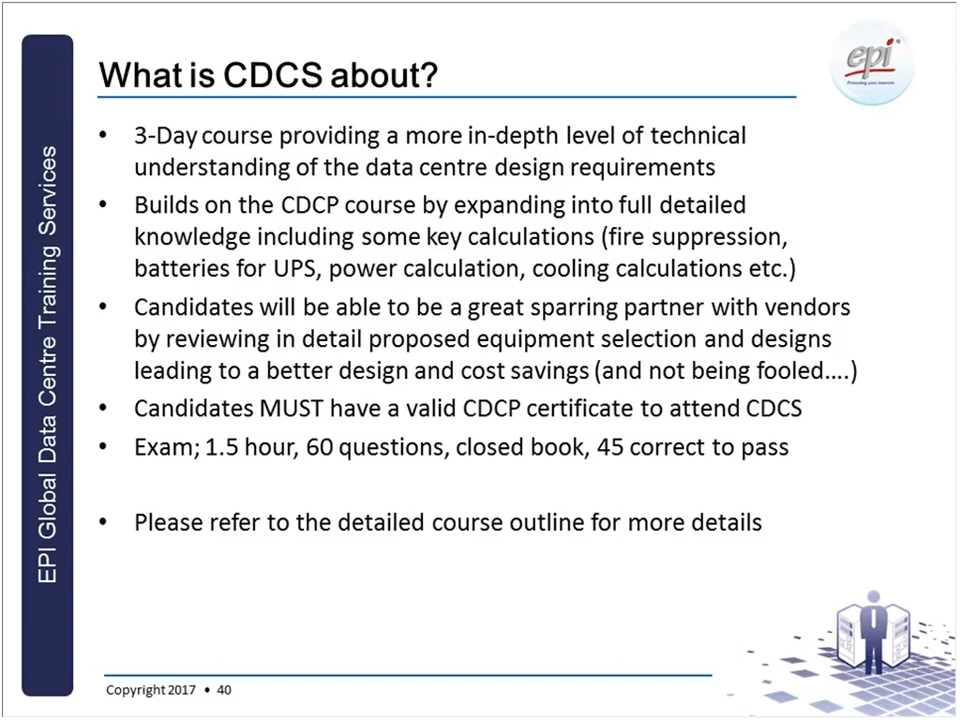 What is CDCS about?
epi
• 3-Day course providing a more in-depth level of technical
understanding of the data centre design requirements
• Builds on the CDCP course by expanding into full detailed
knowledge including some key calculations (fire suppression,
batteries for UPS, power calculation, cooling calculations etc.)
• Candidates will be able to be a great sparring partner with vendors
by reviewing in detail proposed equipment selection and designs
leading to a better design and cost savings (and not being fooled....)
• Candidates MUST have a valid CDCP certificate to attend CDCS
• Exam; 1.5 hour, 60 questions, closed book, 45 correct to pass
• Please refer to the detailed course outline for more details
EPI Global Data Centre Training Services
Copyright 2017 • 40